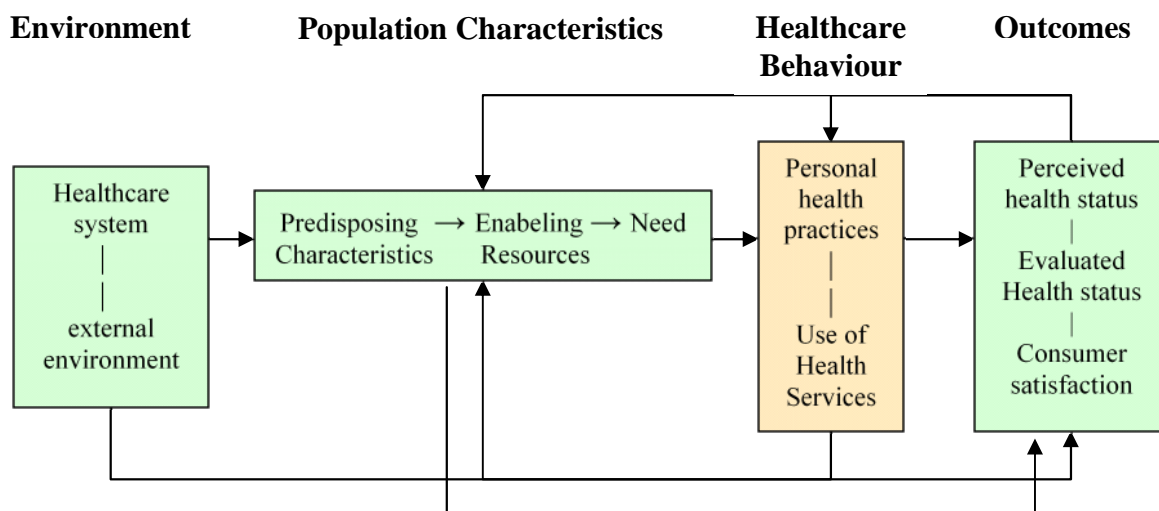 Environment
Population Characteristics
Healthcare
Behaviour
Outcomes
Healthcare
system
external
environment
Predisposing → Enabeling → Need
Characteristics Resources
Personal
health
practices
Use of
Health
Services
Perceived
health status
Evaluated
Health status
Consumer
satisfaction